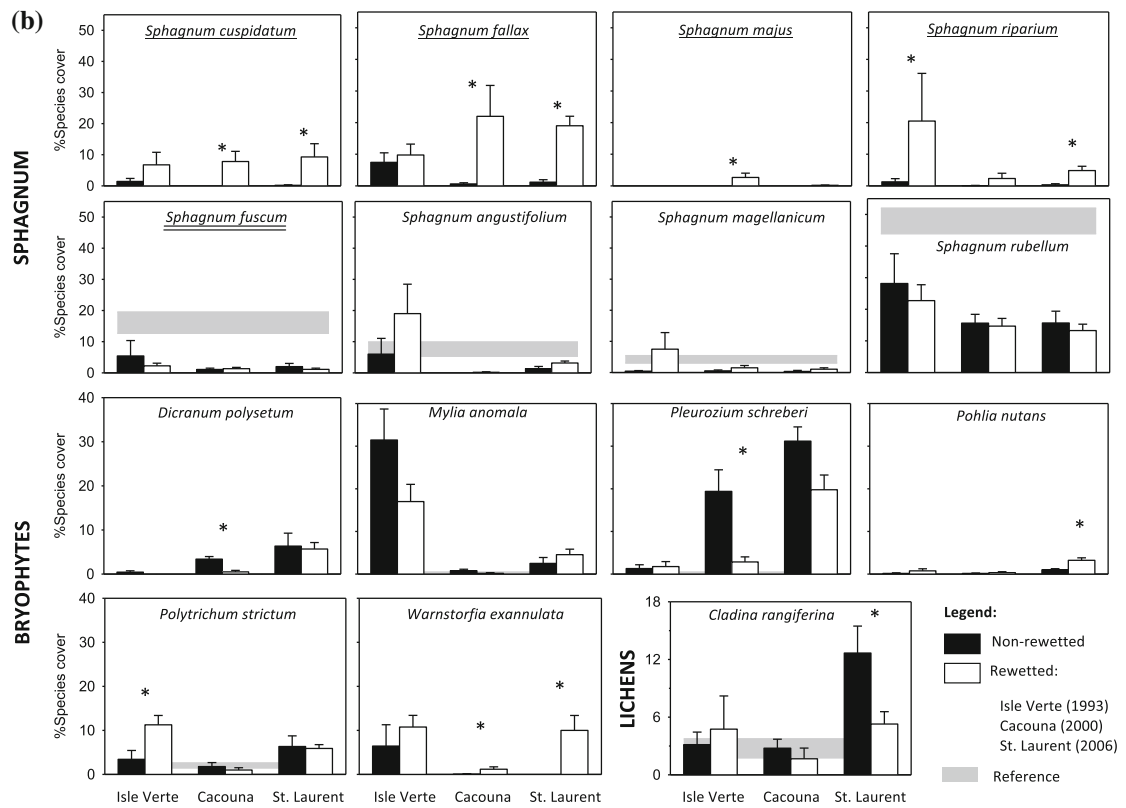 (b)
SPHAGNUM
%Species cover
50
40
30
20
10
0
Sphagnum cuspidatum
*
*
Sphagnum fallax
*
*
Sphagnum majus
*
Sphagnum riparium
*
*
%Species cover
50
40
30
20
10
0
Sphagnum fuscum
Sphagnum angustifolium
Sphagnum magellanicum
Sphagnum rubellum
BRYOPHYTES
%Species cover
40
30
20
10
0
Dicranum polysetum
*
Mylia anomala
Pleurozium schreberi
*
Pohlia nutans
*
%Species cover
40
30
20
10
0
Polytrichum strictum
*
Isle Verte Cacouna St. Laurent
Warnstorfia exannulata
*
*
Isle Verte Cacouna St. Laurent
LICHENS
18
12
6
3
0
Cladina rangiferina
*
Isle Verte Cacouna St. Laurent
Legend:
Non-rewetted
Rewetted:
Isle Verte (1993)
Cacouna (2000)
St. Laurent (2006)
Reference